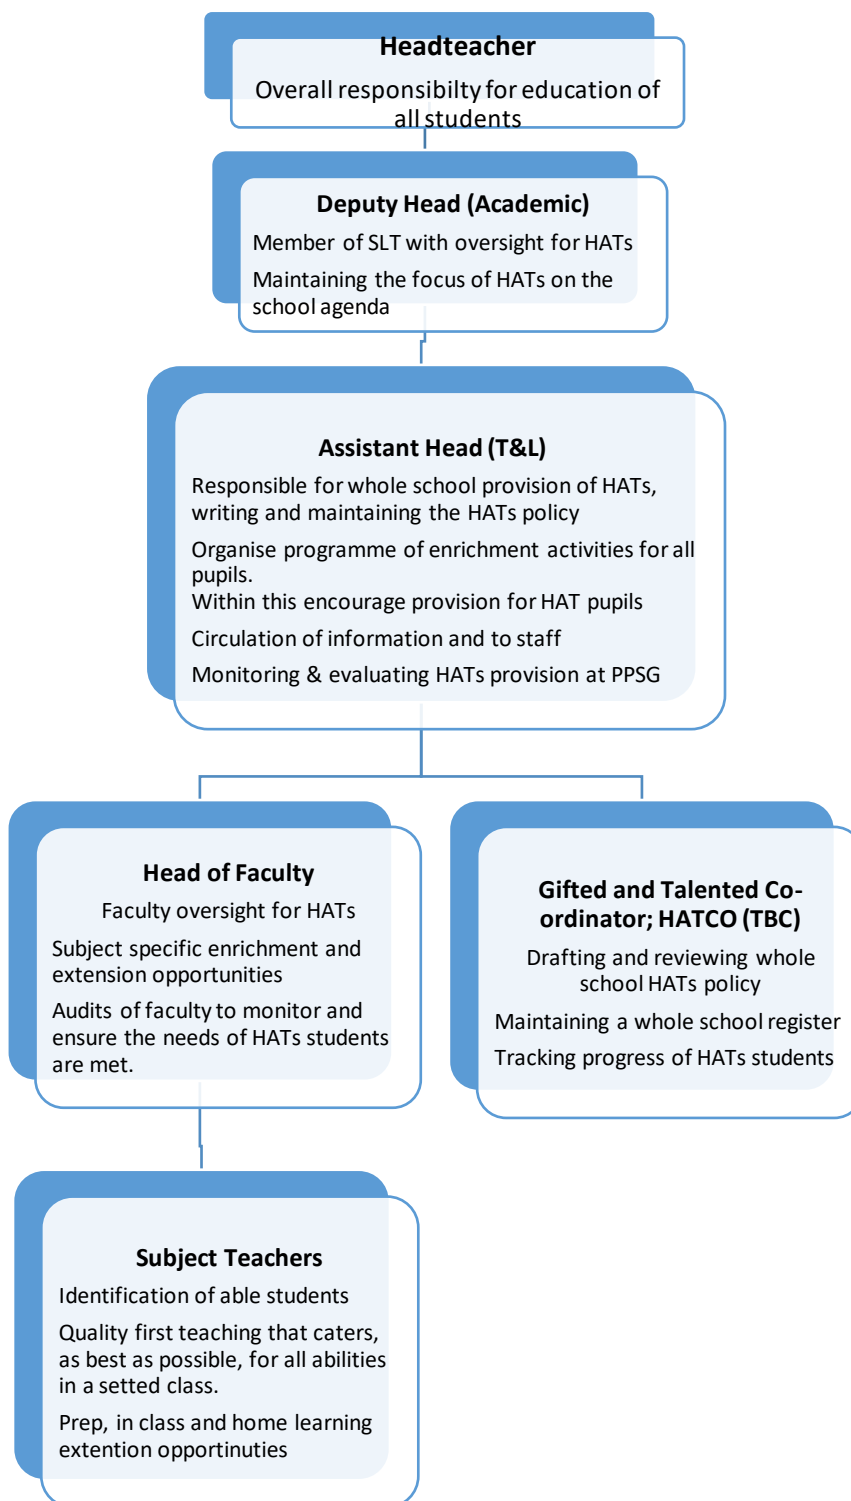 Headteacher
Overall responsibilty for education of
all students
Deputy Head (Academic)
Member of SLT with oversight for HATs
Maintaining the focus of HATs on the
school agenda
Assistant Head (T&L)
Responsible for whole school provision of HATs,
writing and maintaining the HATs policy
Organise programme of enrichment activities for all
pupils.
Within this encourage provision for HAT pupils
Circulation of information and to staff
Monitoring & evaluating HATs provision at PPSG
Head of Faculty
Faculty oversight for HATs
Subject specific enrichment and
extension opportunities
Audits of faculty to monitor and
ensure the needs of HATs students
are met.
Gifted and Talented Co-
ordinator; HATCO (TBC)
Drafting and reviewing whole
school HATs policy
Maintaining a whole school register
Tracking progress of HATs students
Subject Teachers
Identification of able students
Quality first teaching that caters,
as best as possible, for all abilities
in a setted class.
Prep, in class and home learning
extention opportinuties